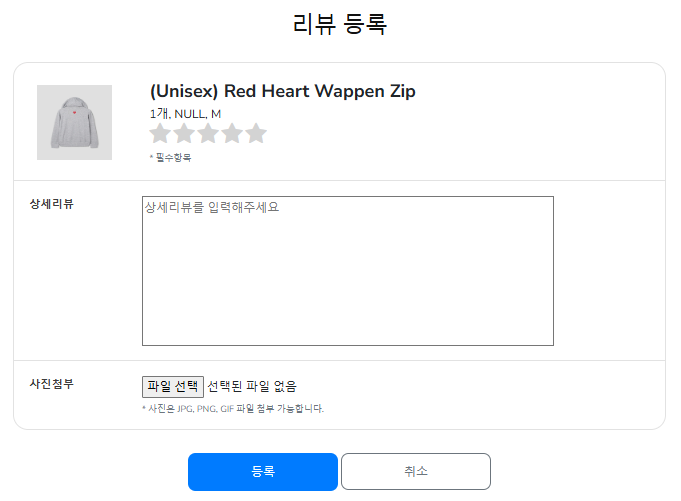 리뷰 등록
(Unisex) Red Heart Wappen Zip
1개, NULL, M
* 필수항목
상세리뷰
상세리뷰를 입력해주세요
사진첨부
파일 선택 선택된 파일 없음
* 사진은 JPG, PNG, GIF 파일 첨부 가능합니다.
등록
취소